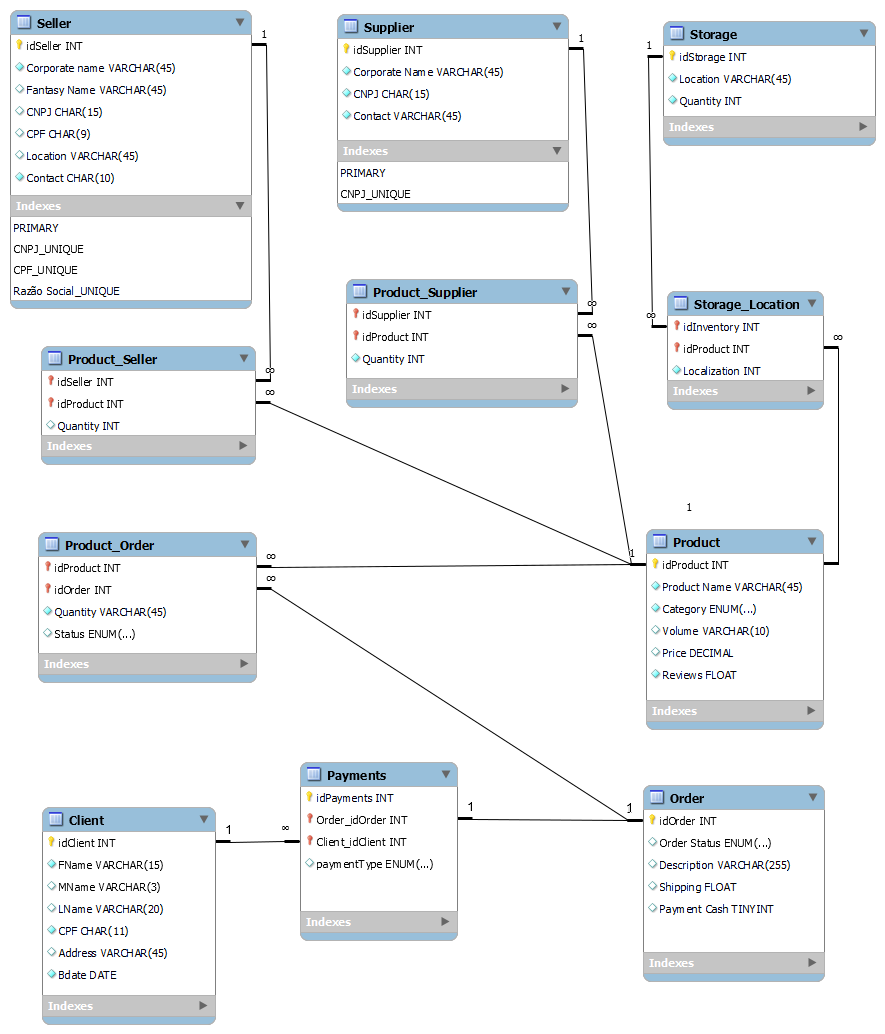 Seller
idSeller INT
Corporate name VARCHAR(45)
Fantasy Name VARCHAR(45)
CNPJ CHAR(15)
CPF CHAR(9)
Location VARCHAR(45)
Contact CHAR(10)
Indexes
PRIMARY
CNPJ_UNIQUE
CPF_UNIQUE
Razão Social_UNIQUE
1
Supplier
idSupplier INT
Corporate Name VARCHAR(45)
CNPJ CHAR(15)
Contact VARCHAR(45)
Indexes
PRIMARY
CNPJ_UNIQUE
1
Storage
idStorage INT
Location VARCHAR(45)
Quantity INT
Indexes
1
Product_Supplier
idSupplier INT
idProduct INT
Quantity INT
Indexes
∞
∞
Storage_Location
idInventory INT
idProduct INT
Localization INT
Indexes
∞
∞
Product_Seller
idSeller INT
idProduct INT
Quantity INT
Indexes
∞
∞
1
Product_Order
idProduct INT
idOrder INT
Quantity VARCHAR(45)
Status ENUM(...)
Indexes
∞
∞
1
Product
idProduct INT
Product Name VARCHAR(45)
Category ENUM(...)
Volume VARCHAR(10)
Price DECIMAL
Reviews FLOAT
Indexes
Client
idClient INT
FName VARCHAR(15)
MName VARCHAR(3)
LName VARCHAR(20)
CPF CHAR(11)
Address VARCHAR(45)
Bdate DATE
Indexes
1
∞
Payments
idPayments INT
Order_idOrder INT
Client_idClient INT
paymentType ENUM(...)
Indexes
1
1
Order
idOrder INT
Order Status ENUM(...)
Description VARCHAR(255)
Shipping FLOAT
Payment Cash TINYINT
Indexes